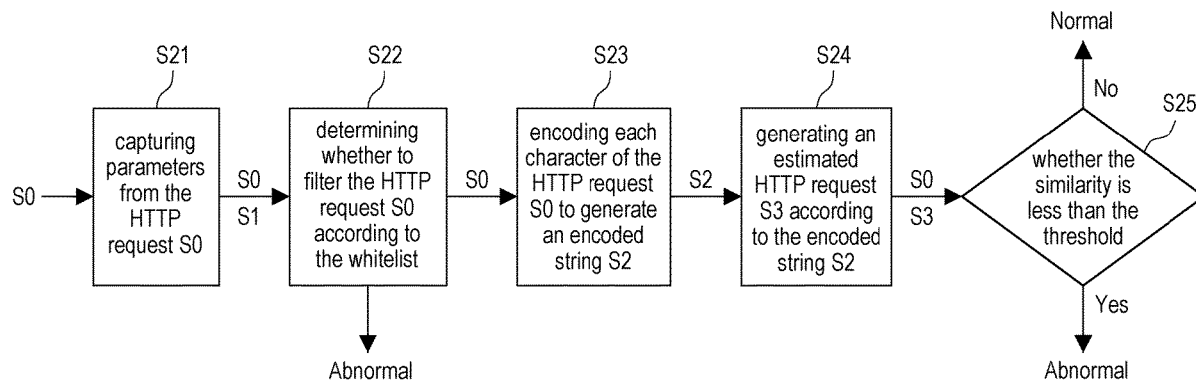 S21
S22
S23
S24
Normal
No
S25
S0
capturing
parameters
from the
HTTP
request S0
S0
S1
determining
whether to
filter the HTTP
request S0
according to
the whitelist
S0
encoding each
character of the
HTTP request
S0 to generate
an encoded
string S2
S2
generating an
estimated
HTTP request
S3 according
to the encoded
string S2
S0
S3
whether the
similarity is
less than the
threshold
Yes
Abnormal
Abnormal